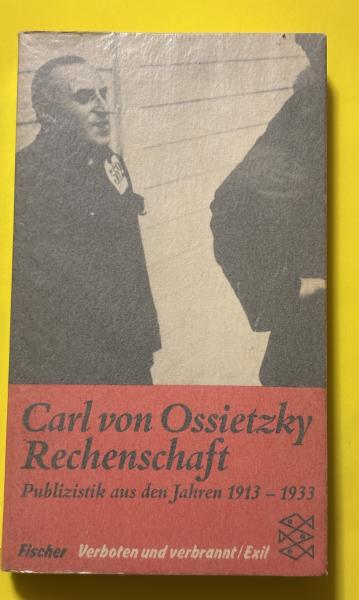 Carl von Ossietzky
Rechenschaft
Publizistik aus den Jahren 1913 – 1933
Fischer Verboten und verbrannt/Exil